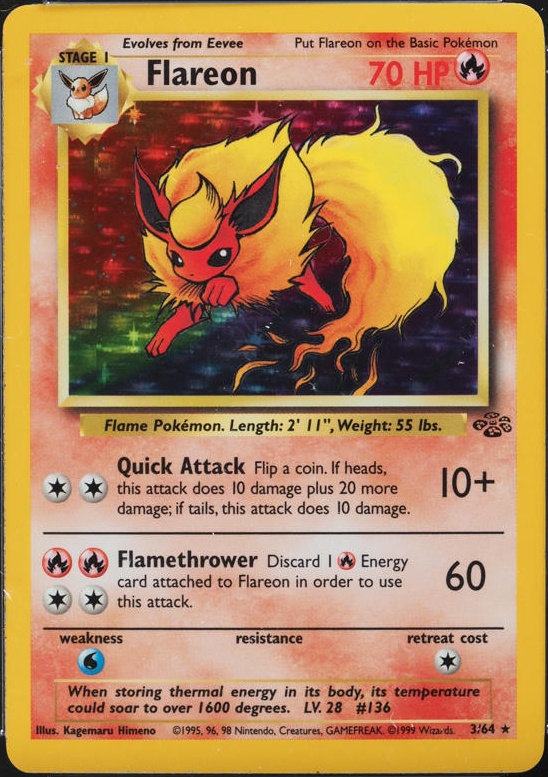 Evolves from Eevee Put Flareon on the Basic Pokémon
STAGE 1
Flareon 70 HP
Flame Pokémon. Length: 2' 11", Weight: 55 lbs.
Quick Attack Flip a coin. If heads,
this attack does 10 damage plus 20 more
damage; if tails, this attack does 10 damage.
10+
Flamethrower Discard 1 Energy
card attached to Flareon in order to use
this attack.
60
weakness resistance retreat cost
When storing thermal energy in its body, its temperature
could soar to over 1600 degrees. LV. 28 #136
Illus. Kagemaru Himeno ©1995, 96, 98 Nintendo, Creatures, GAMEFREAK. ©1999 Wizards. 3/64 ★